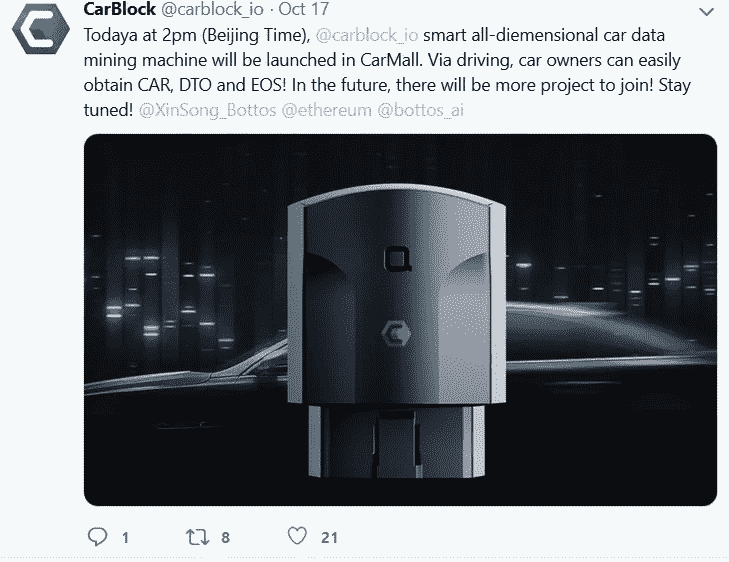 CarBlock @carblock_io · Oct 17
Todaya at 2pm (Beijing Time), @carblock_io smart all-diemensional car data
mining machine will be launched in CarMall. Via driving, car owners can easily
obtain CAR, DTO and EOS! In the future, there will be more project to join! Stay
tuned! @XinSong_Bottos @ethereum @bottos_ai
1 8 21